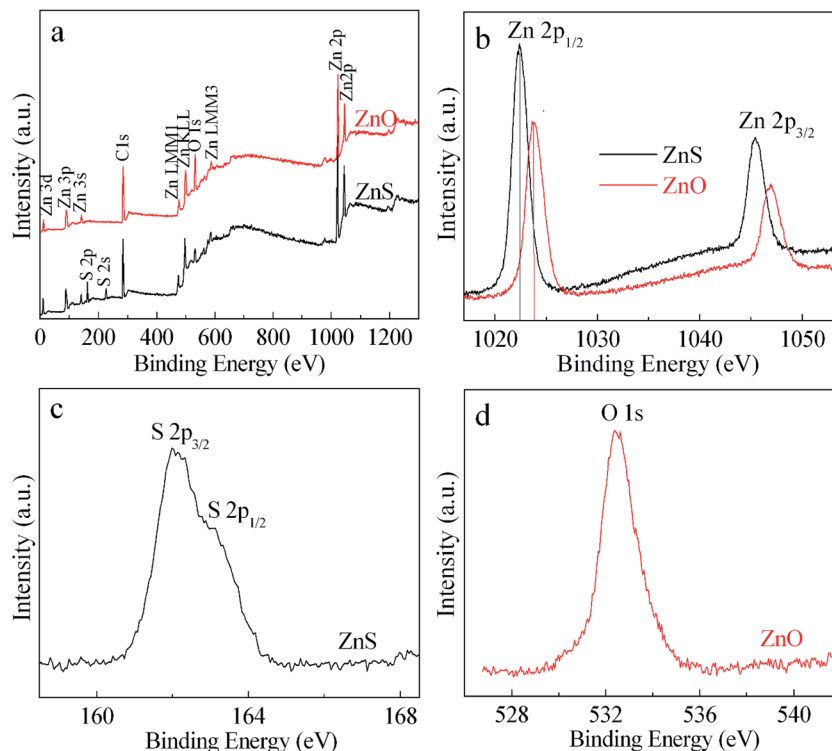 a
Intensity (a.u.)
Zn 3d
Zn 3p
Zn 3s
S 2p
S 2s
C1s
Zn LMM1
Zn KLL
O 1s
Zn LMM3
Zn 2p
Zn2p
ZnO
ZnS
0 200 400 600 800 1000 1200
Binding Energy (eV)
b
Intensity (a.u.)
Zn 2p1/2
Zn 2p3/2
ZnS
ZnO
1020 1030 1040 1050
Binding Energy (eV)
c
Intensity (a.u.)
S 2p3/2
S 2p1/2
ZnS
160 164 168
Binding Energy (eV)
d
Intensity (a.u.)
O 1s
ZnO
528 532 536 540
Binding Energy (eV)